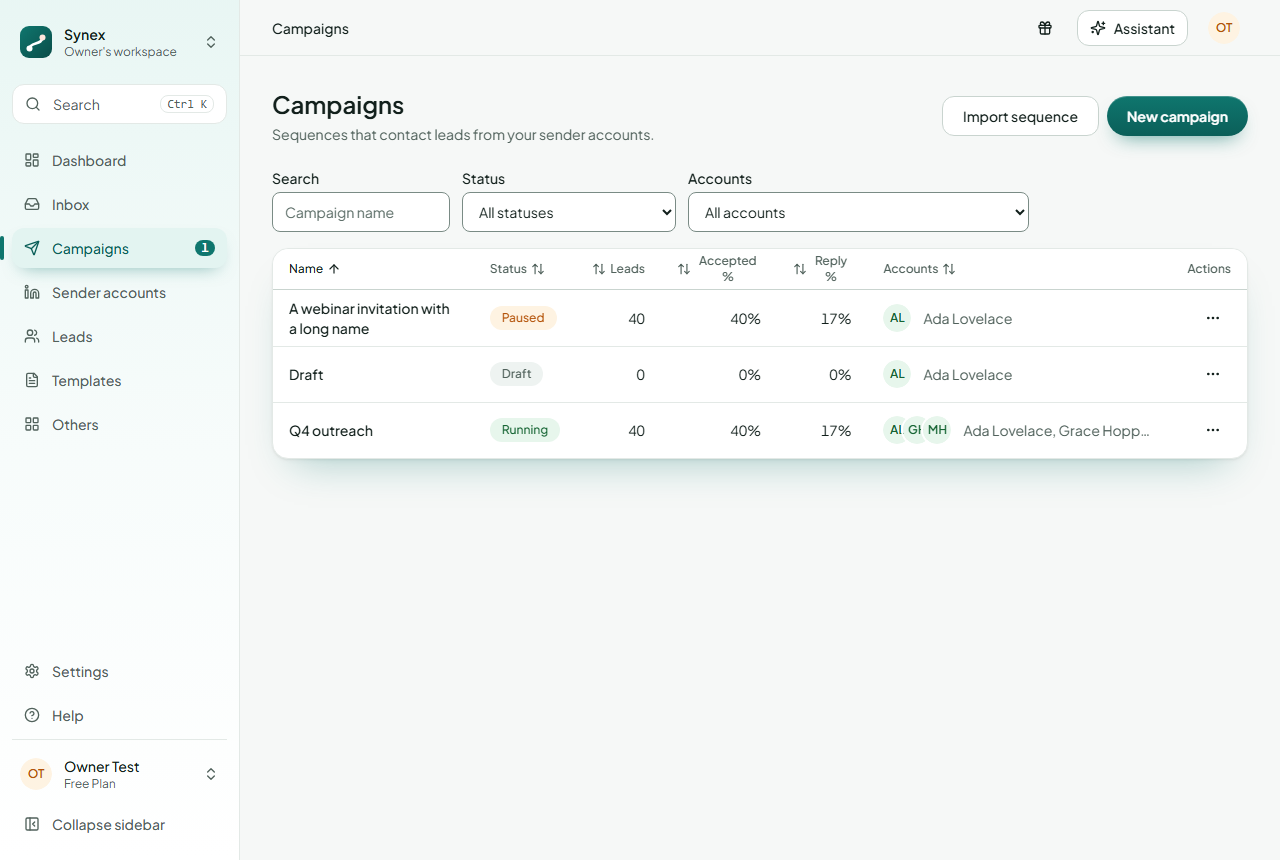 Synex
Owner's workspace
Search
Ctrl K
Dashboard
Inbox
Campaigns
1
Sender accounts
Leads
Templates
Others
Settings
Help
OT
Owner Test
Free Plan
Collapse sidebar
Campaigns
Assistant
OT
Campaigns
Sequences that contact leads from your sender accounts.
Import sequence
New campaign
Search
Status
Accounts
Campaign name
All statuses
All accounts
Name
Status
Leads
Accepted
%
Reply
%
Accounts
Actions
A webinar invitation with
a long name
Paused
40
40%
17%
AL
Ada Lovelace
Draft
Draft
0
0%
0%
AL
Ada Lovelace
Q4 outreach
Running
40
40%
17%
MH
Ada Lovelace, Grace Hopp...